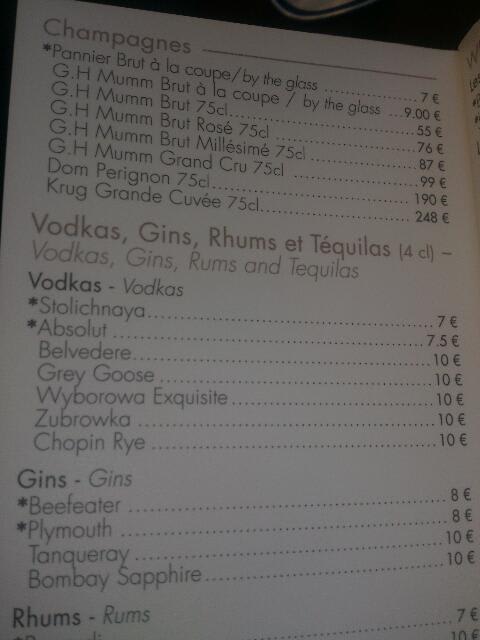 Champagnes
*Pannier Brut à la coupe/by the glass ................... 7 €
G.H Mumm Brut à la coupe / by the glass ...9.00 €
G.H Mumm Brut 75cl................................ 55 €
G.H Mumm Brut Rosé 75cl ........................ 76 €
G.H Mumm Brut Millésimé 75cl .................. 87 €
G.H Mumm Grand Cru 75cl ...................... 99 €
Dom Perignon 75cl................................ 190 €
Krug Grande Cuvée 75cl.......................... 248 €
Vodkas, Gins, Rhums et Téquilas (4 cl) –
Vodkas, Gins, Rums and Tequilas
Vodkas - Vodkas
*Stolichnaya........................................ 7 €
*Absolut ............................................ 7.5 €
Belvedere............................................10 €
Grey Goose ........................................10 €
Wyborowa Exquisite.............................. 10 €
Zubrowka .......................................... 10 €
Chopin Rye ........................................10 €
Gins - Gins
*Beefeater .......................................... 8 €
*Plymouth .......................................... 8 €
Tanqueray .......................................... 10 €
Bombay Sapphire.................................. 10 €
Rhums - Rums
7 €
10 €